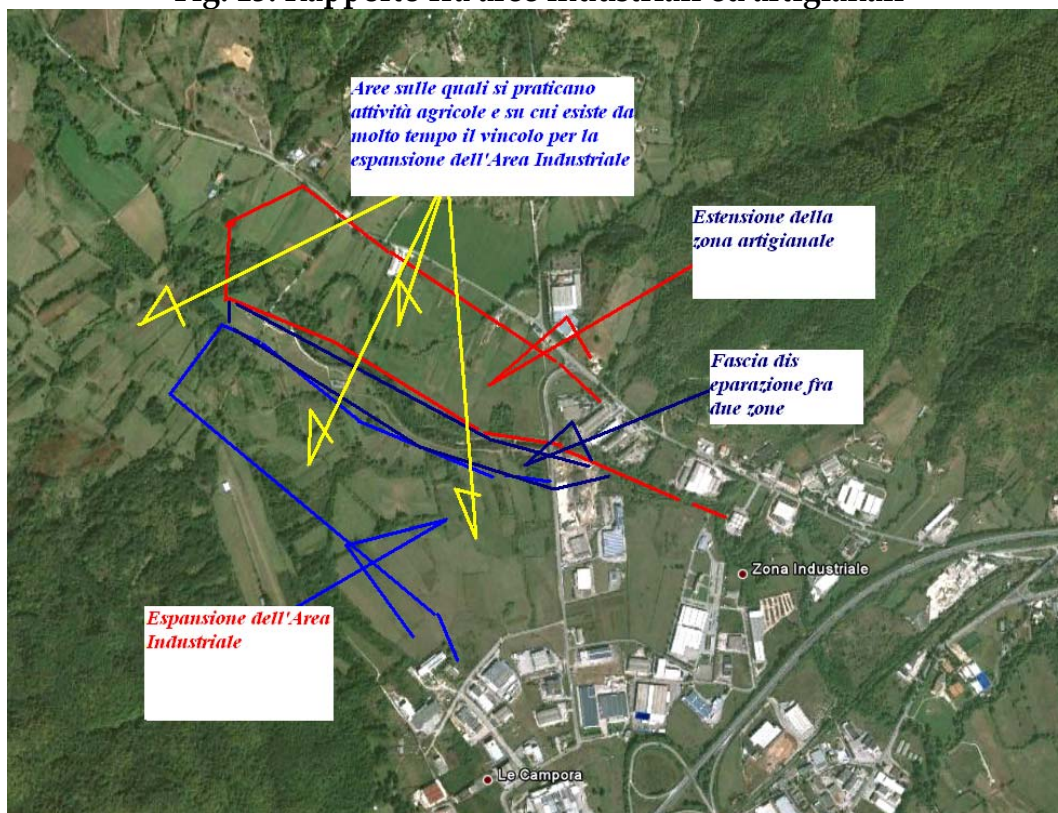 Fig. Rapporto fra aree industriali ed artigianali
Aree sulle quali si praticano
attività agricole e su cui esiste da
molto tempo il vincolo per la
espansione dell'Area Industriale
Estensione della
zona artigianale
Fascia dis
eparazione fra
due zone
Zona Industriale
Espansione dell'Area
Industriale
Le Campora